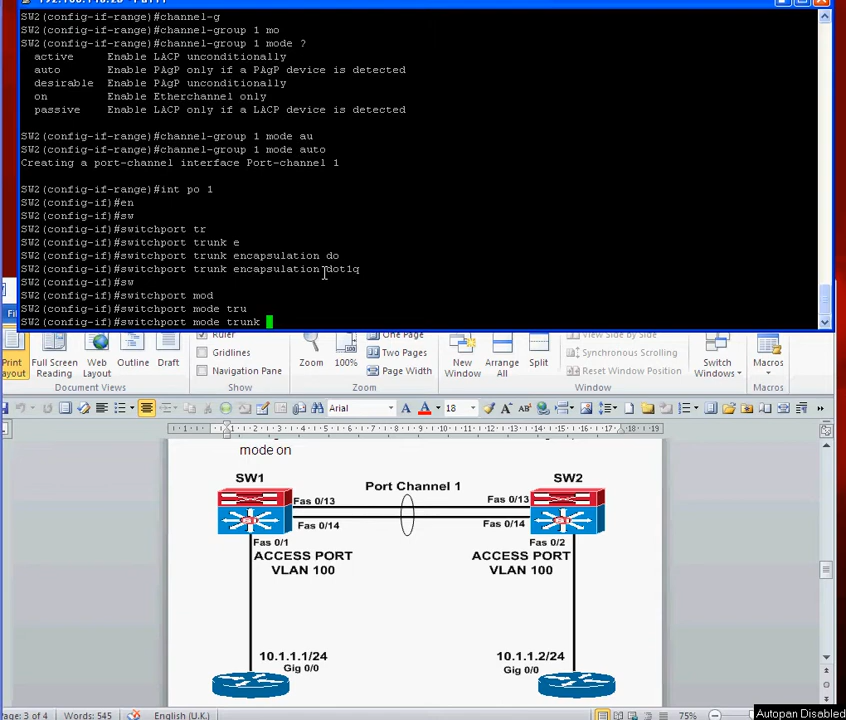 SW2(config-if-range)#channel-g
SW2(config-if-range)#channel-group 1 mo
SW2(config-if-range)#channel-group 1 mode ?
active Enable LACP unconditionally
auto Enable PAgP only if a PAgP device is detected
desirable Enable PAgP unconditionally
on Enable Etherchannel only
passive Enable LACP only if a LACP device is detected
SW2(config-if-range)#channel-group 1 mode au
SW2(config-if-range)#channel-group 1 mode auto
Creating a port-channel interface Port-channel 1
SW2(config-if-range)#int po 1
SW2(config-if)#en
SW2(config-if)#sw
SW2(config-if)#switchport tr
SW2(config-if)#switchport trunk e
SW2(config-if)#switchport trunk encapsulation do
SW2(config-if)#switchport trunk encapsulation dot1q
SW2(config-if)#sw
SW2(config-if)#switchport mod
SW2(config-if)#switchport mode tru
SW2(config-if)#switchport mode trunk
Print Layout
Full Screen Reading
Web Layout
Outline
Draft
Document Views
Ruler
Gridlines
Navigation Pane
Show
Zoom
100%
One Page
Two Pages
Page Width
Zoom
New Window
Arrange All
Split
View Side by Side
Synchronous Scrolling
Reset Window Position
Window
Switch Windows
Macros
Macros
Arial
18
mode on
SW1
Port Channel 1
SW2
Fas 0/13
Fas 0/13
Fas 0/14
Fas 0/14
Fas 0/1
Fas 0/2
ACCESS PORT
VLAN 100
ACCESS PORT
VLAN 100
10.1.1.1/24
Gig 0/0
10.1.1.2/24
Gig 0/0
Page: 3 of 4
Words: 545
English (U.K.)
75%
Autopan Disabled